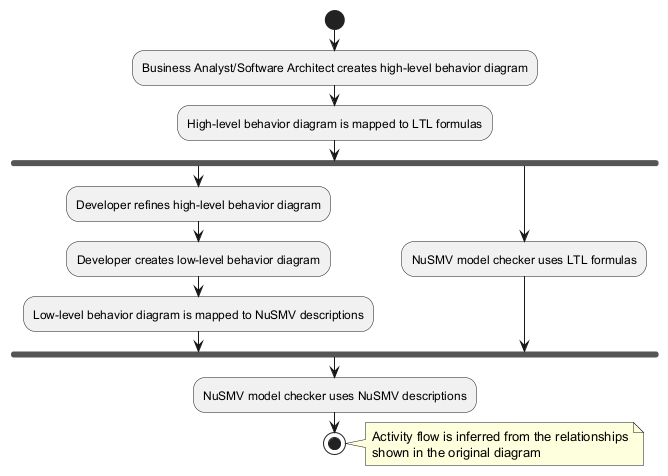 Business Analyst/Software Architect creates high-level behavior diagram
High-level behavior diagram is mapped to LTL formulas
Developer refines high-level behavior diagram
Developer creates low-level behavior diagram
NuSMV model checker uses LTL formulas
Low-level behavior diagram is mapped to NuSMV descriptions
NuSMV model checker uses NuSMV descriptions
Activity flow is inferred from the relationships
shown in the original diagram